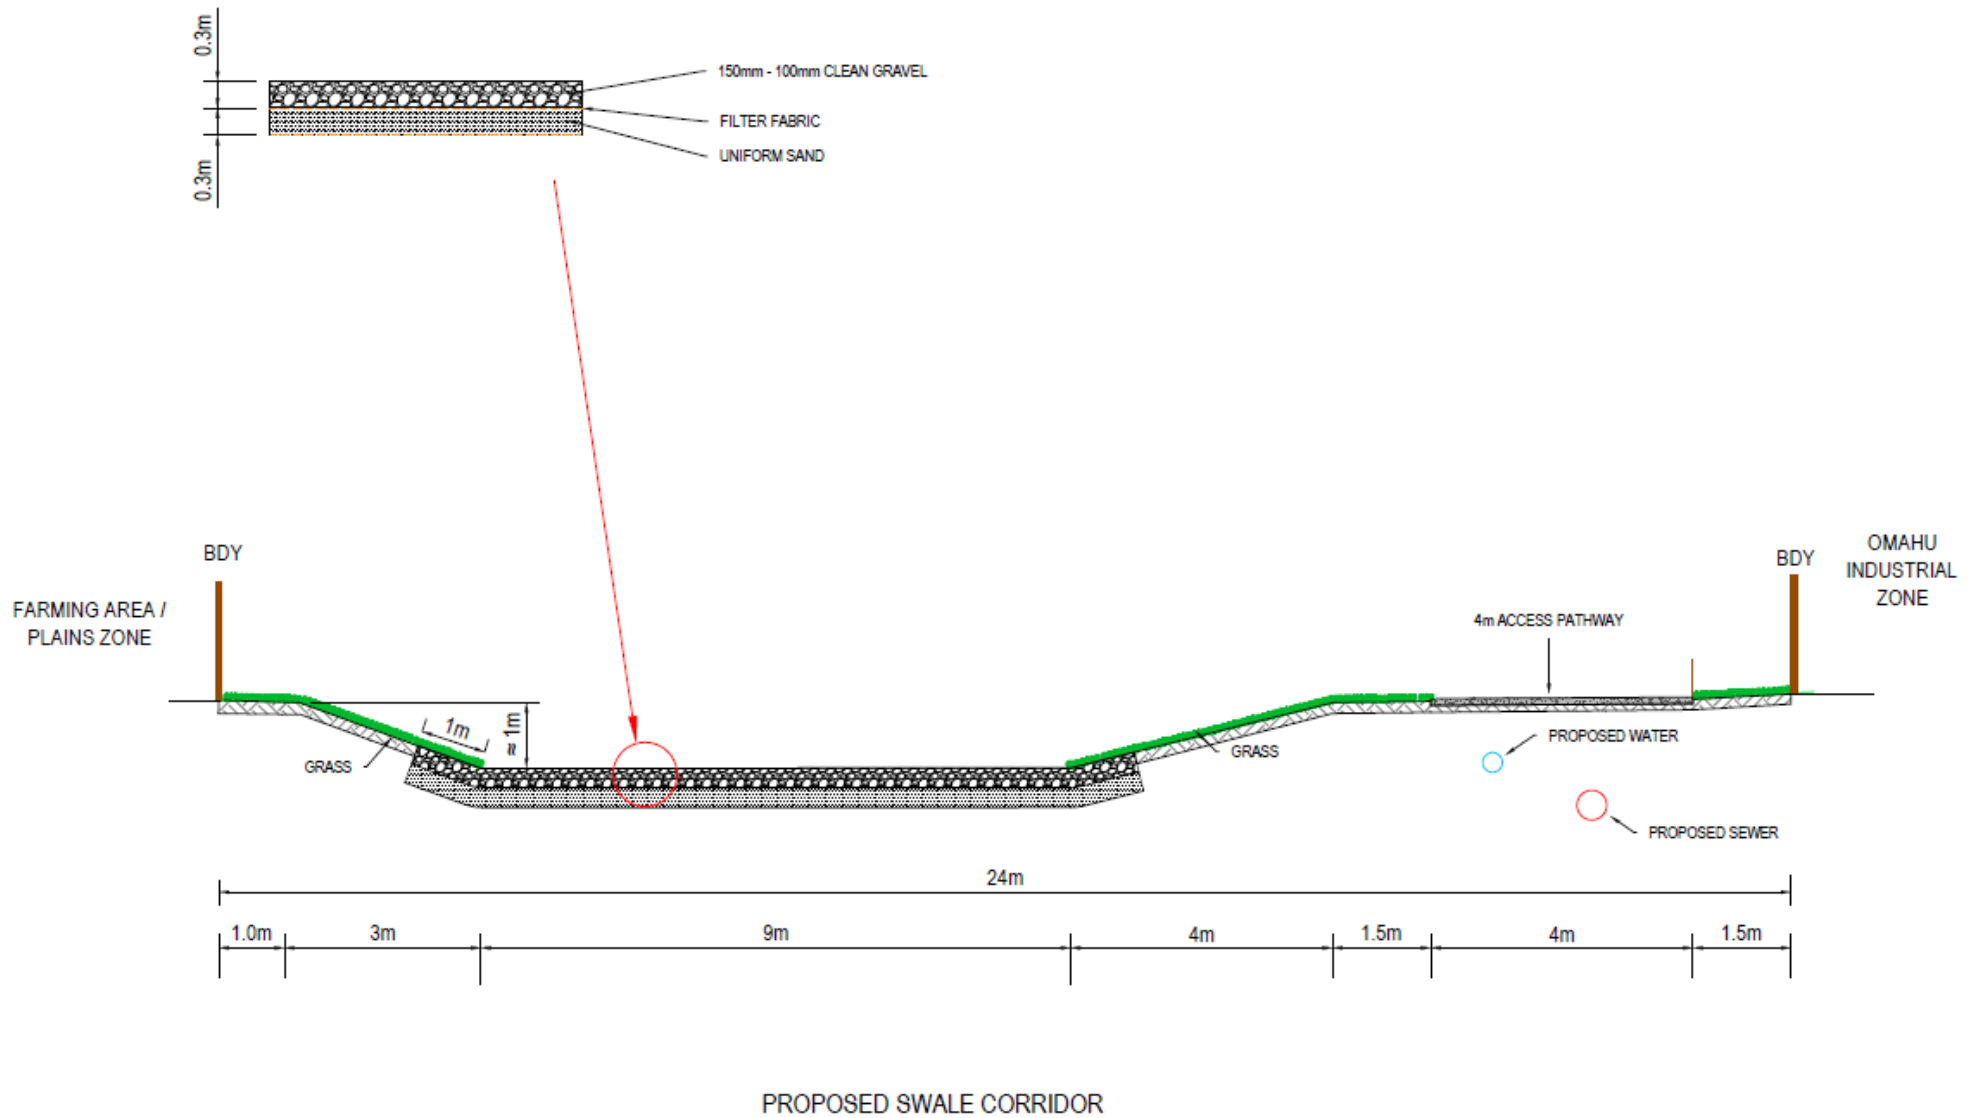 0.3m
150mm - 100mm CLEAN GRAVEL
FILTER FABRIC
UNIFORM SAND
0.3m
BDY
FARMING AREA /
PLAINS ZONE
BDY
OMAHU
INDUSTRIAL
ZONE
4m ACCESS PATHWAY
1m
≈ 1m
GRASS
GRASS
PROPOSED WATER
PROPOSED SEWER
24m
1.0m
3m
9m
4m
1.5m
4m
1.5m
PROPOSED SWALE CORRIDOR